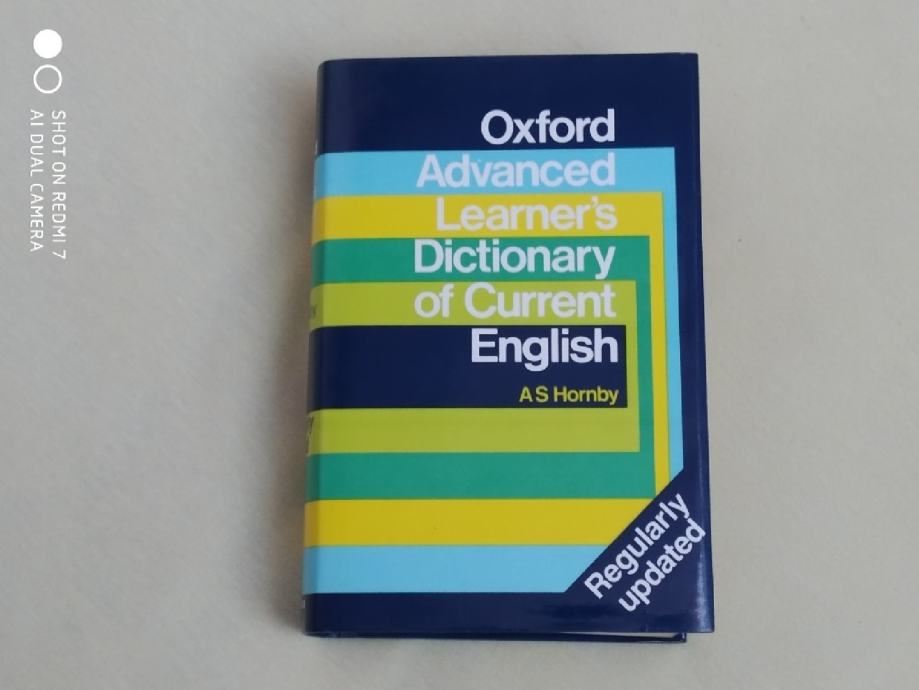 SHOT ON REDMI 7
AI DUAL CAMERA
Oxford
Advanced
Learner's
Dictionary
of Current
English
A S Hornby
Regularly
updated